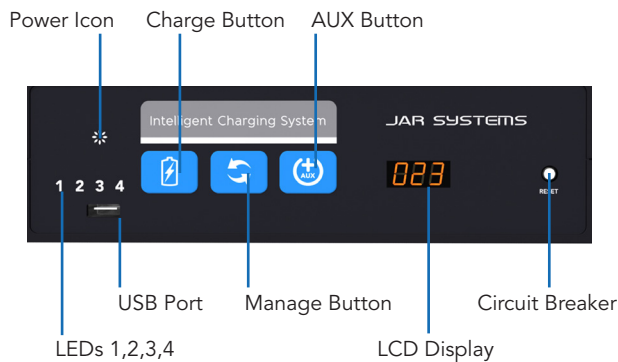 Power Icon
Charge Button
AUX Button
Intelligent Charging System
JAR SYSTEMS
AUX
023
1 2 3 4
RESET
USB Port
Manage Button
Circuit Breaker
LEDs 1,2,3,4
LCD Display